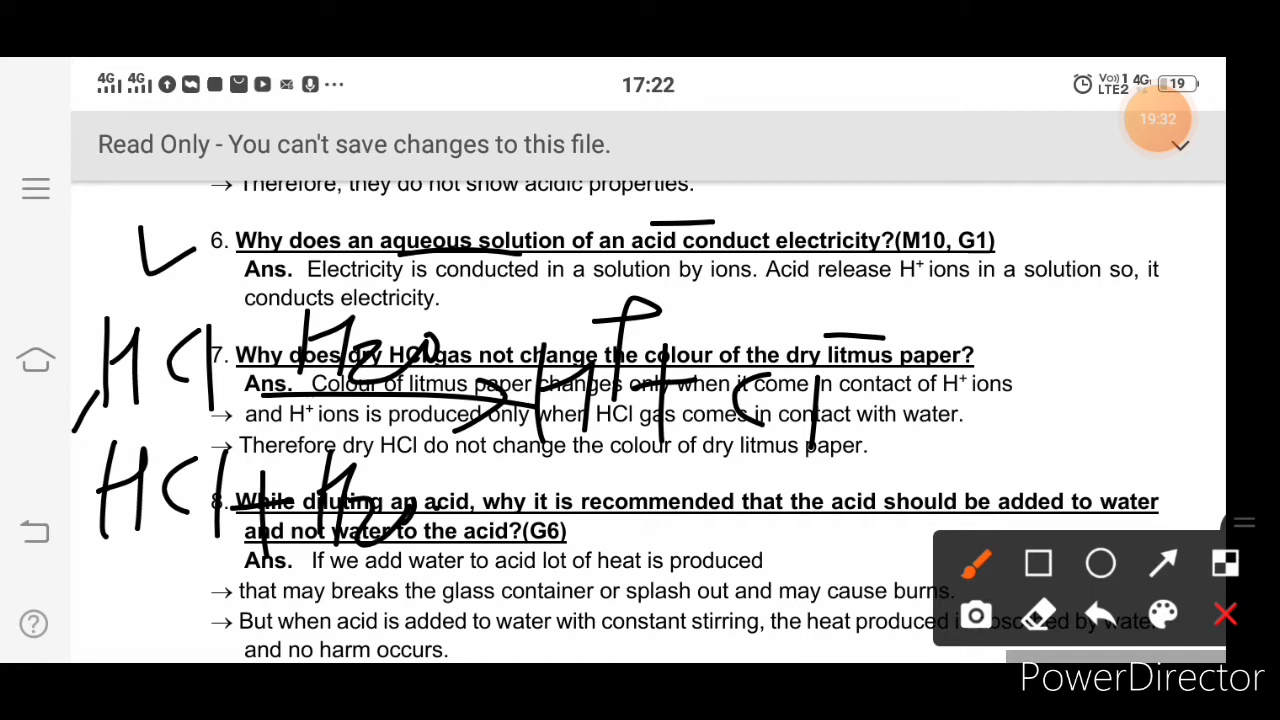 4G 4G 17:22 Vo)) 1 4G LTE2 19
19:32
Read Only - You can't save changes to this file.
→ Therefore, they do not show acidic properties.
6. Why does an aqueous solution of an acid conduct electricity?(M10, G1)
Ans. Electricity is conducted in a solution by ions. Acid release H⁺ ions in a solution so, it
conducts electricity.
HCl H2O → H⁺ + Cl
7. Why does dry HCl gas not change the colour of the dry litmus paper?
Ans. Colour of litmus paper changes only when it come in contact of H⁺ ions
→ and H⁺ ions is produced only when HCl gas comes in contact with water.
→ Therefore dry HCl do not change the colour of dry litmus paper.
HCl + H2O
8. While diluting an acid, why it is recommended that the acid should be added to water
and not water to the acid?(G6)
Ans. If we add water to acid lot of heat is produced
→ that may breaks the glass container or splash out and may cause burns.
→ But when acid is added to water with constant stirring, the heat produced
and no harm occurs.
PowerDirector